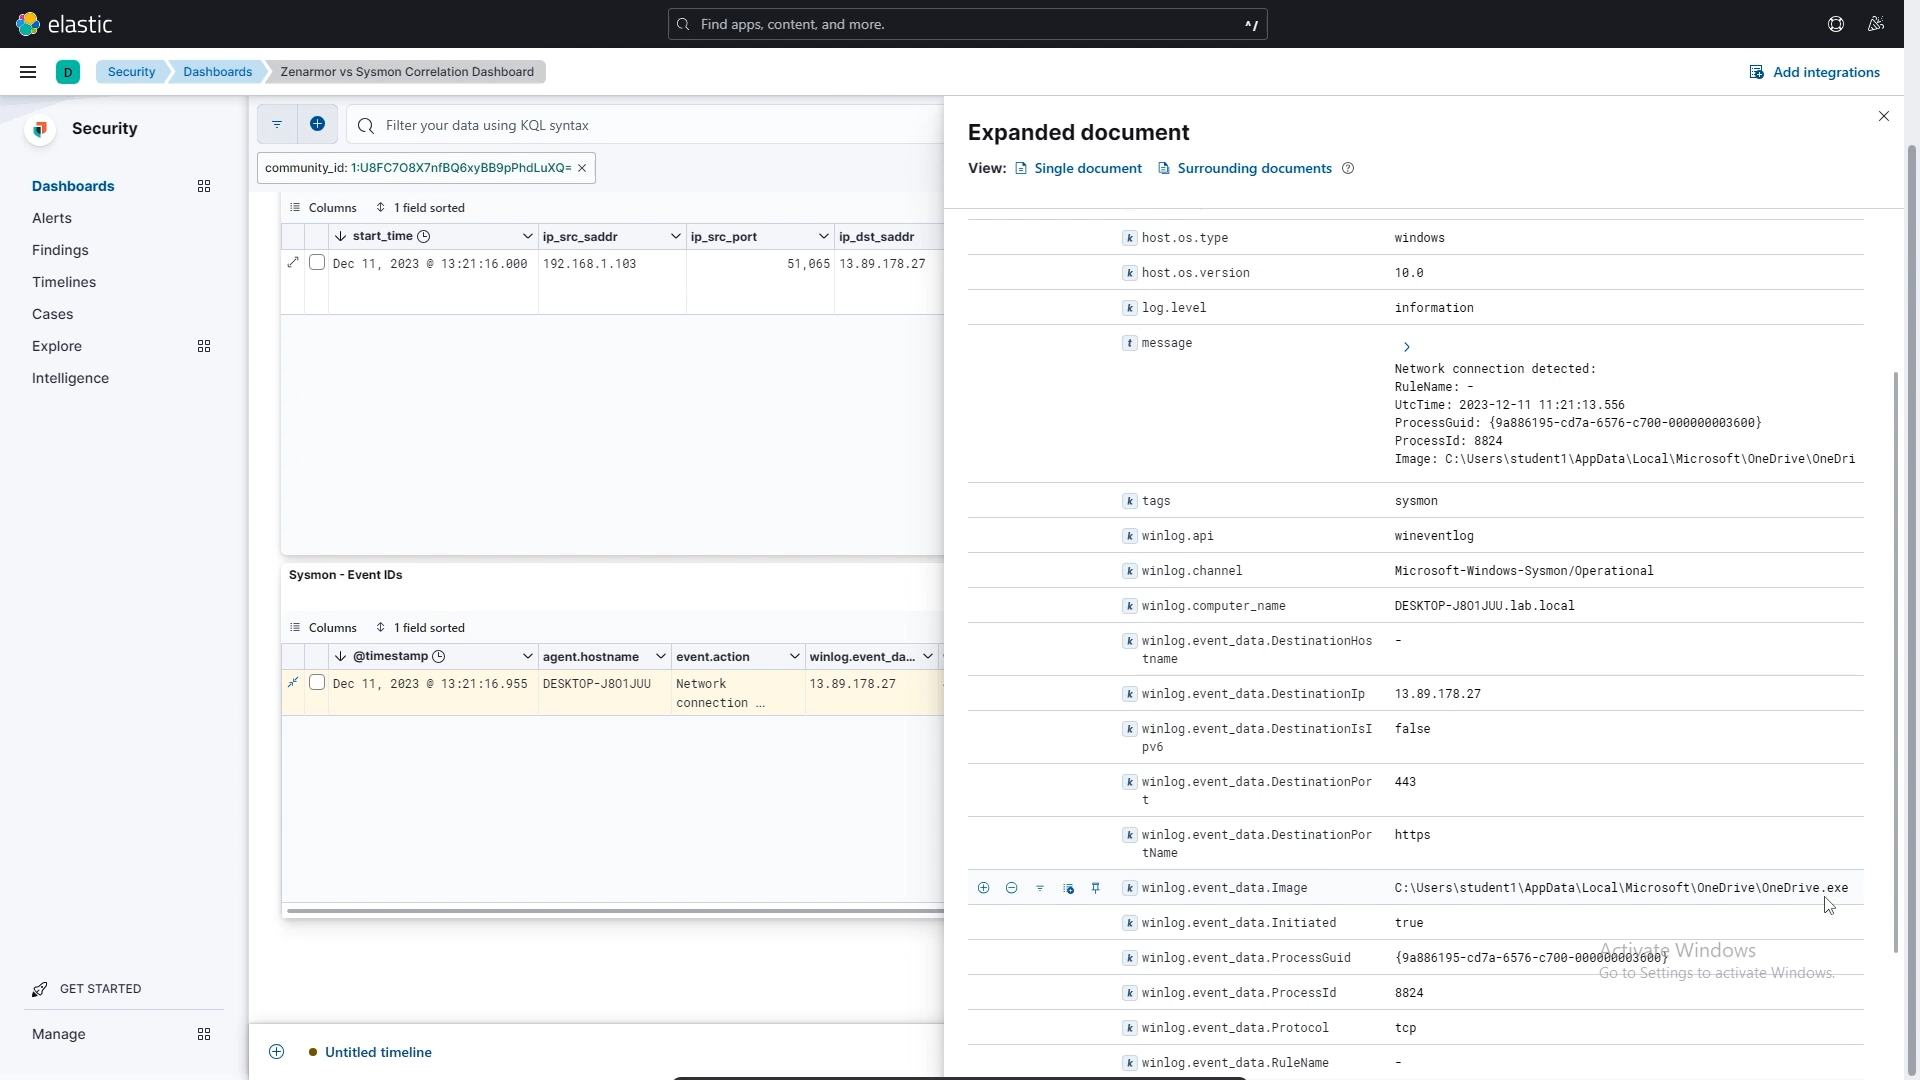 elastic
Find apps, content, and more.
^/
D
Security
Dashboards
Zenarmor vs Sysmon Correlation Dashboard
Add integrations
Security
Dashboards
Alerts
Findings
Timelines
Cases
Explore
Intelligence
GET STARTED
Manage
Filter your data using KQL syntax
community_id: 1:U8FC7O8X7nfBQ6xyBB9pPhdLuXQ= ×
Columns 1 field sorted
start_time ip_src_saddr ip_src_port ip_dst_saddr
Dec 11, 2023 @ 13:21:16.000 192.168.1.103 51,065 13.89.178.27
Sysmon - Event IDs
Columns 1 field sorted
@timestamp agent.hostname event.action winlog.event_da...
Dec 11, 2023 @ 13:21:16.955 DESKTOP-J8O1JUU Network 13.89.178.27
connection ...
Untitled timeline
Expanded document
View: Single document Surrounding documents
k host.os.type windows
k host.os.version 10.0
k log.level information
t message
Network connection detected:
RuleName: -
UtcTime: 2023-12-11 11:21:13.556
ProcessGuid: {9a886195-cd7a-6576-c700-000000003600}
ProcessId: 8824
Image: C:\Users\student1\AppData\Local\Microsoft\OneDrive\OneDri
k tags sysmon
k winlog.api wineventlog
k winlog.channel Microsoft-Windows-Sysmon/Operational
k winlog.computer_name DESKTOP-J8O1JUU.lab.local
k winlog.event_data.DestinationHos -
tname
k winlog.event_data.DestinationIp 13.89.178.27
k winlog.event_data.DestinationIsI false
pv6
k winlog.event_data.DestinationPor 443
t
k winlog.event_data.DestinationPor https
tName
k winlog.event_data.Image C:\Users\student1\AppData\Local\Microsoft\OneDrive\OneDrive.exe
k winlog.event_data.Initiated true
k winlog.event_data.ProcessGuid {9a886195-cd7a-6576-c700-000000003600}
k winlog.event_data.ProcessId 8824
k winlog.event_data.Protocol tcp
k winlog.event_data.RuleName -
Activate Windows
Go to Settings to activate Windows.